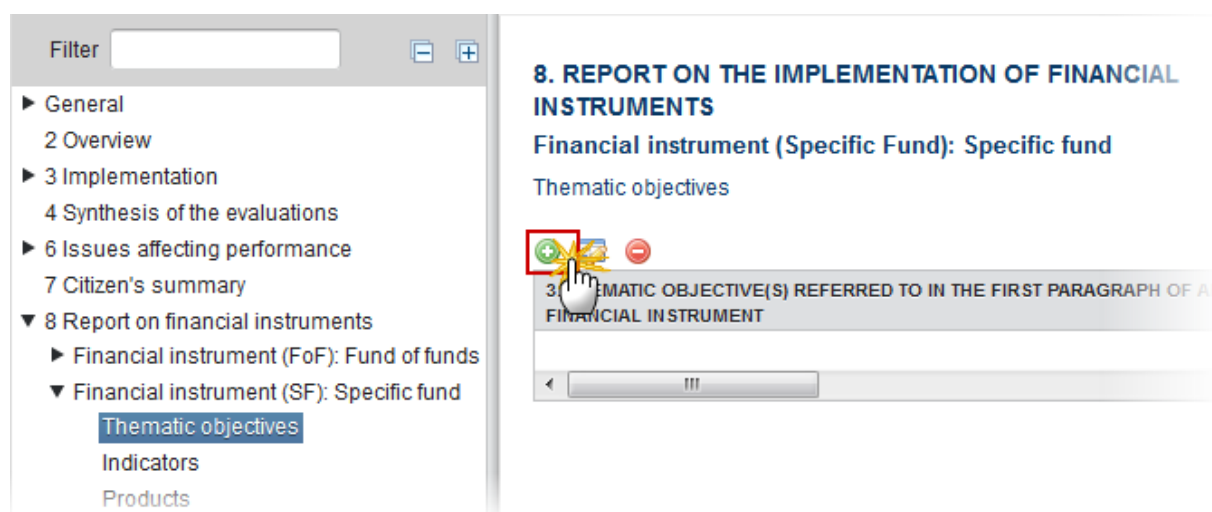 Filter
General
2 Overview
3 Implementation
4 Synthesis of the evaluations
6 Issues affecting performance
7 Citizen's summary
8 Report on financial instruments
Financial instrument (FoF): Fund of funds
Financial instrument (SF): Specific fund
Thematic objectives
Indicators
Products
8. REPORT ON THE IMPLEMENTATION OF FINANCIAL
INSTRUMENTS
Financial instrument (Specific Fund): Specific fund
Thematic objectives
OBJECTIVE(S) REFERRED TO IN THE FIRST PARAGRAPH OF
FINANCIAL INSTRUMENT